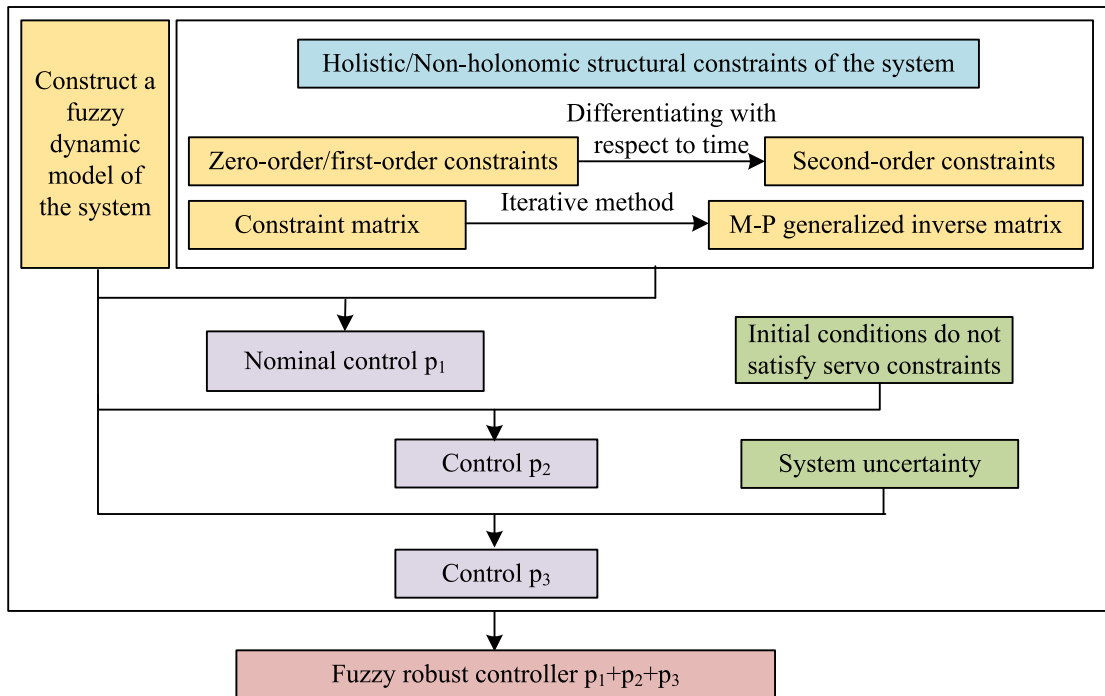 Construct a
fuzzy
dynamic
model of
the system
Holistic/Non-holonomic structural constraints of the system
Zero-order/first-order constraints
Differentiating with
respect to time
Second-order constraints
Constraint matrix
Iterative method
M-P generalized inverse matrix
Nominal control p₁
Initial conditions do not
satisfy servo constraints
Control p₂
System uncertainty
Control p₃
Fuzzy robust controller p₁+p₂+p₃